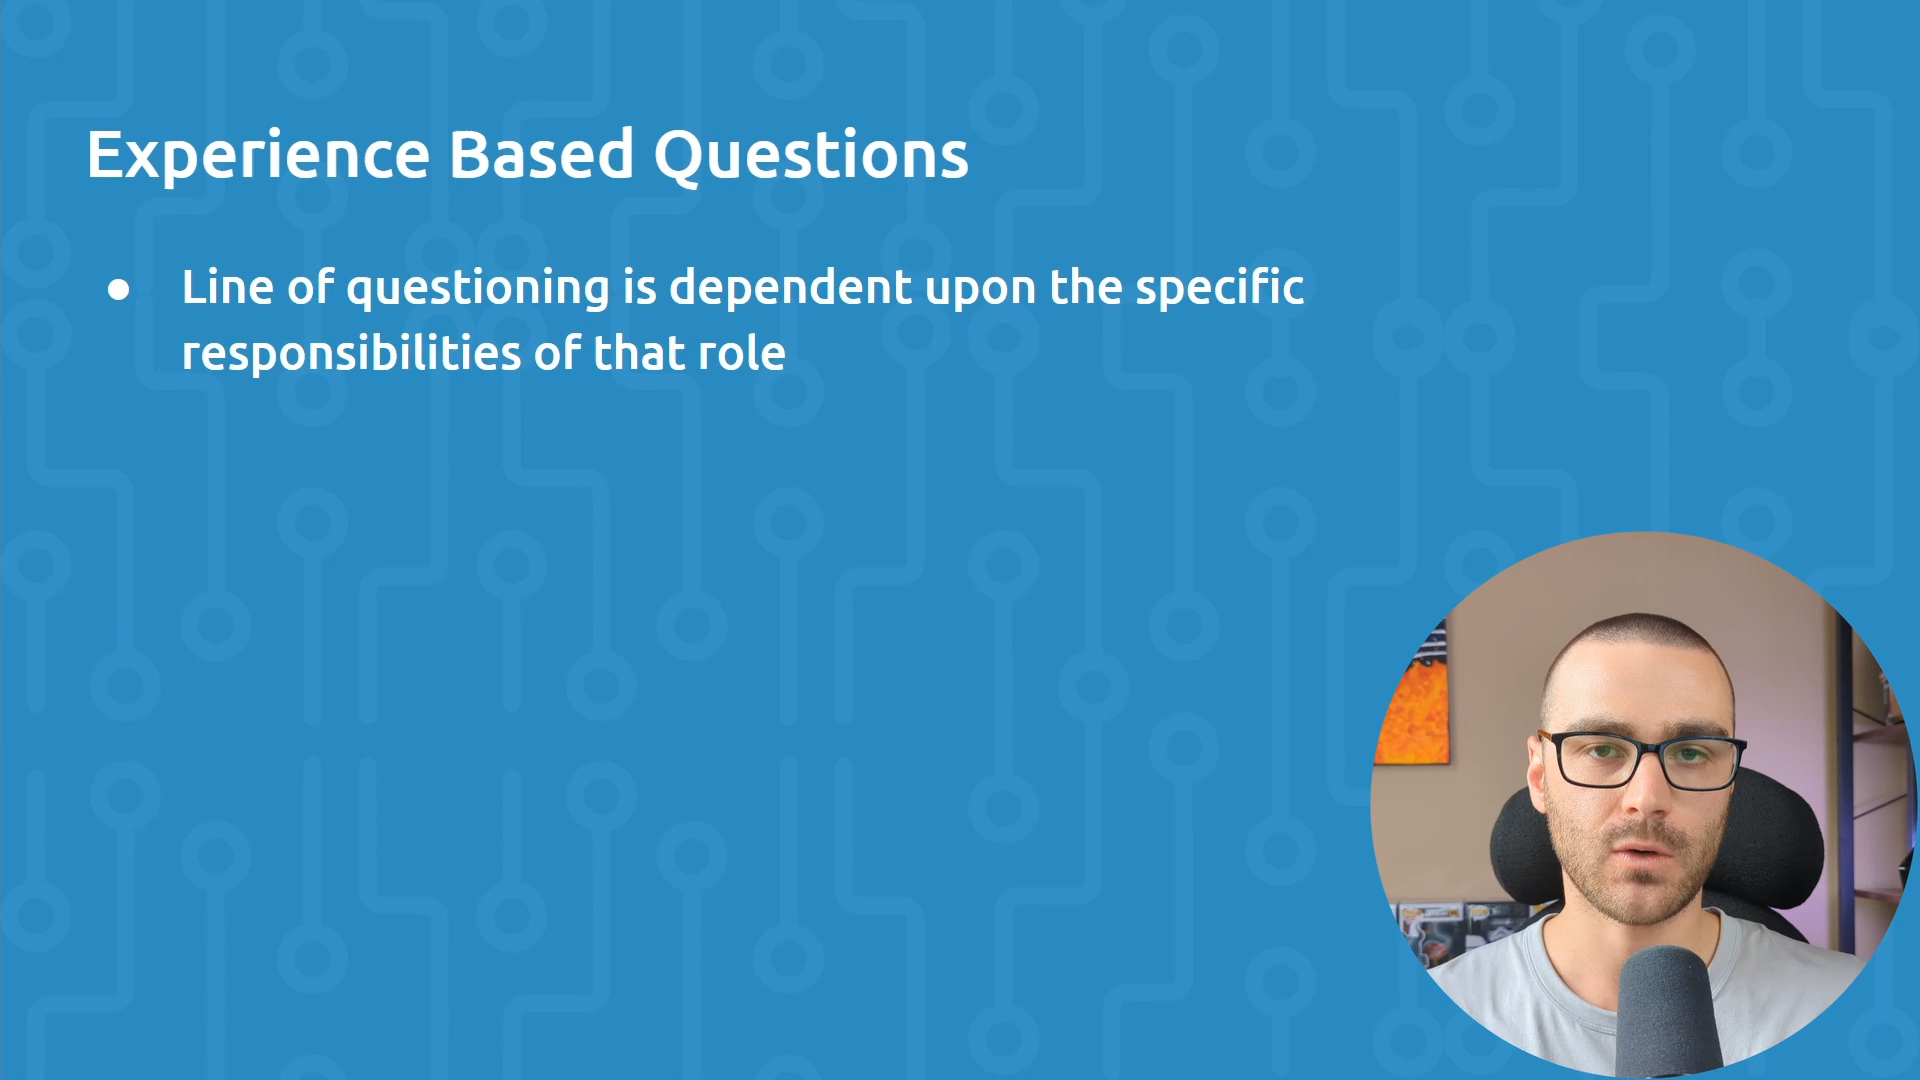 Experience Based Questions
● Line of questioning is dependent upon the specific
responsibilities of that role